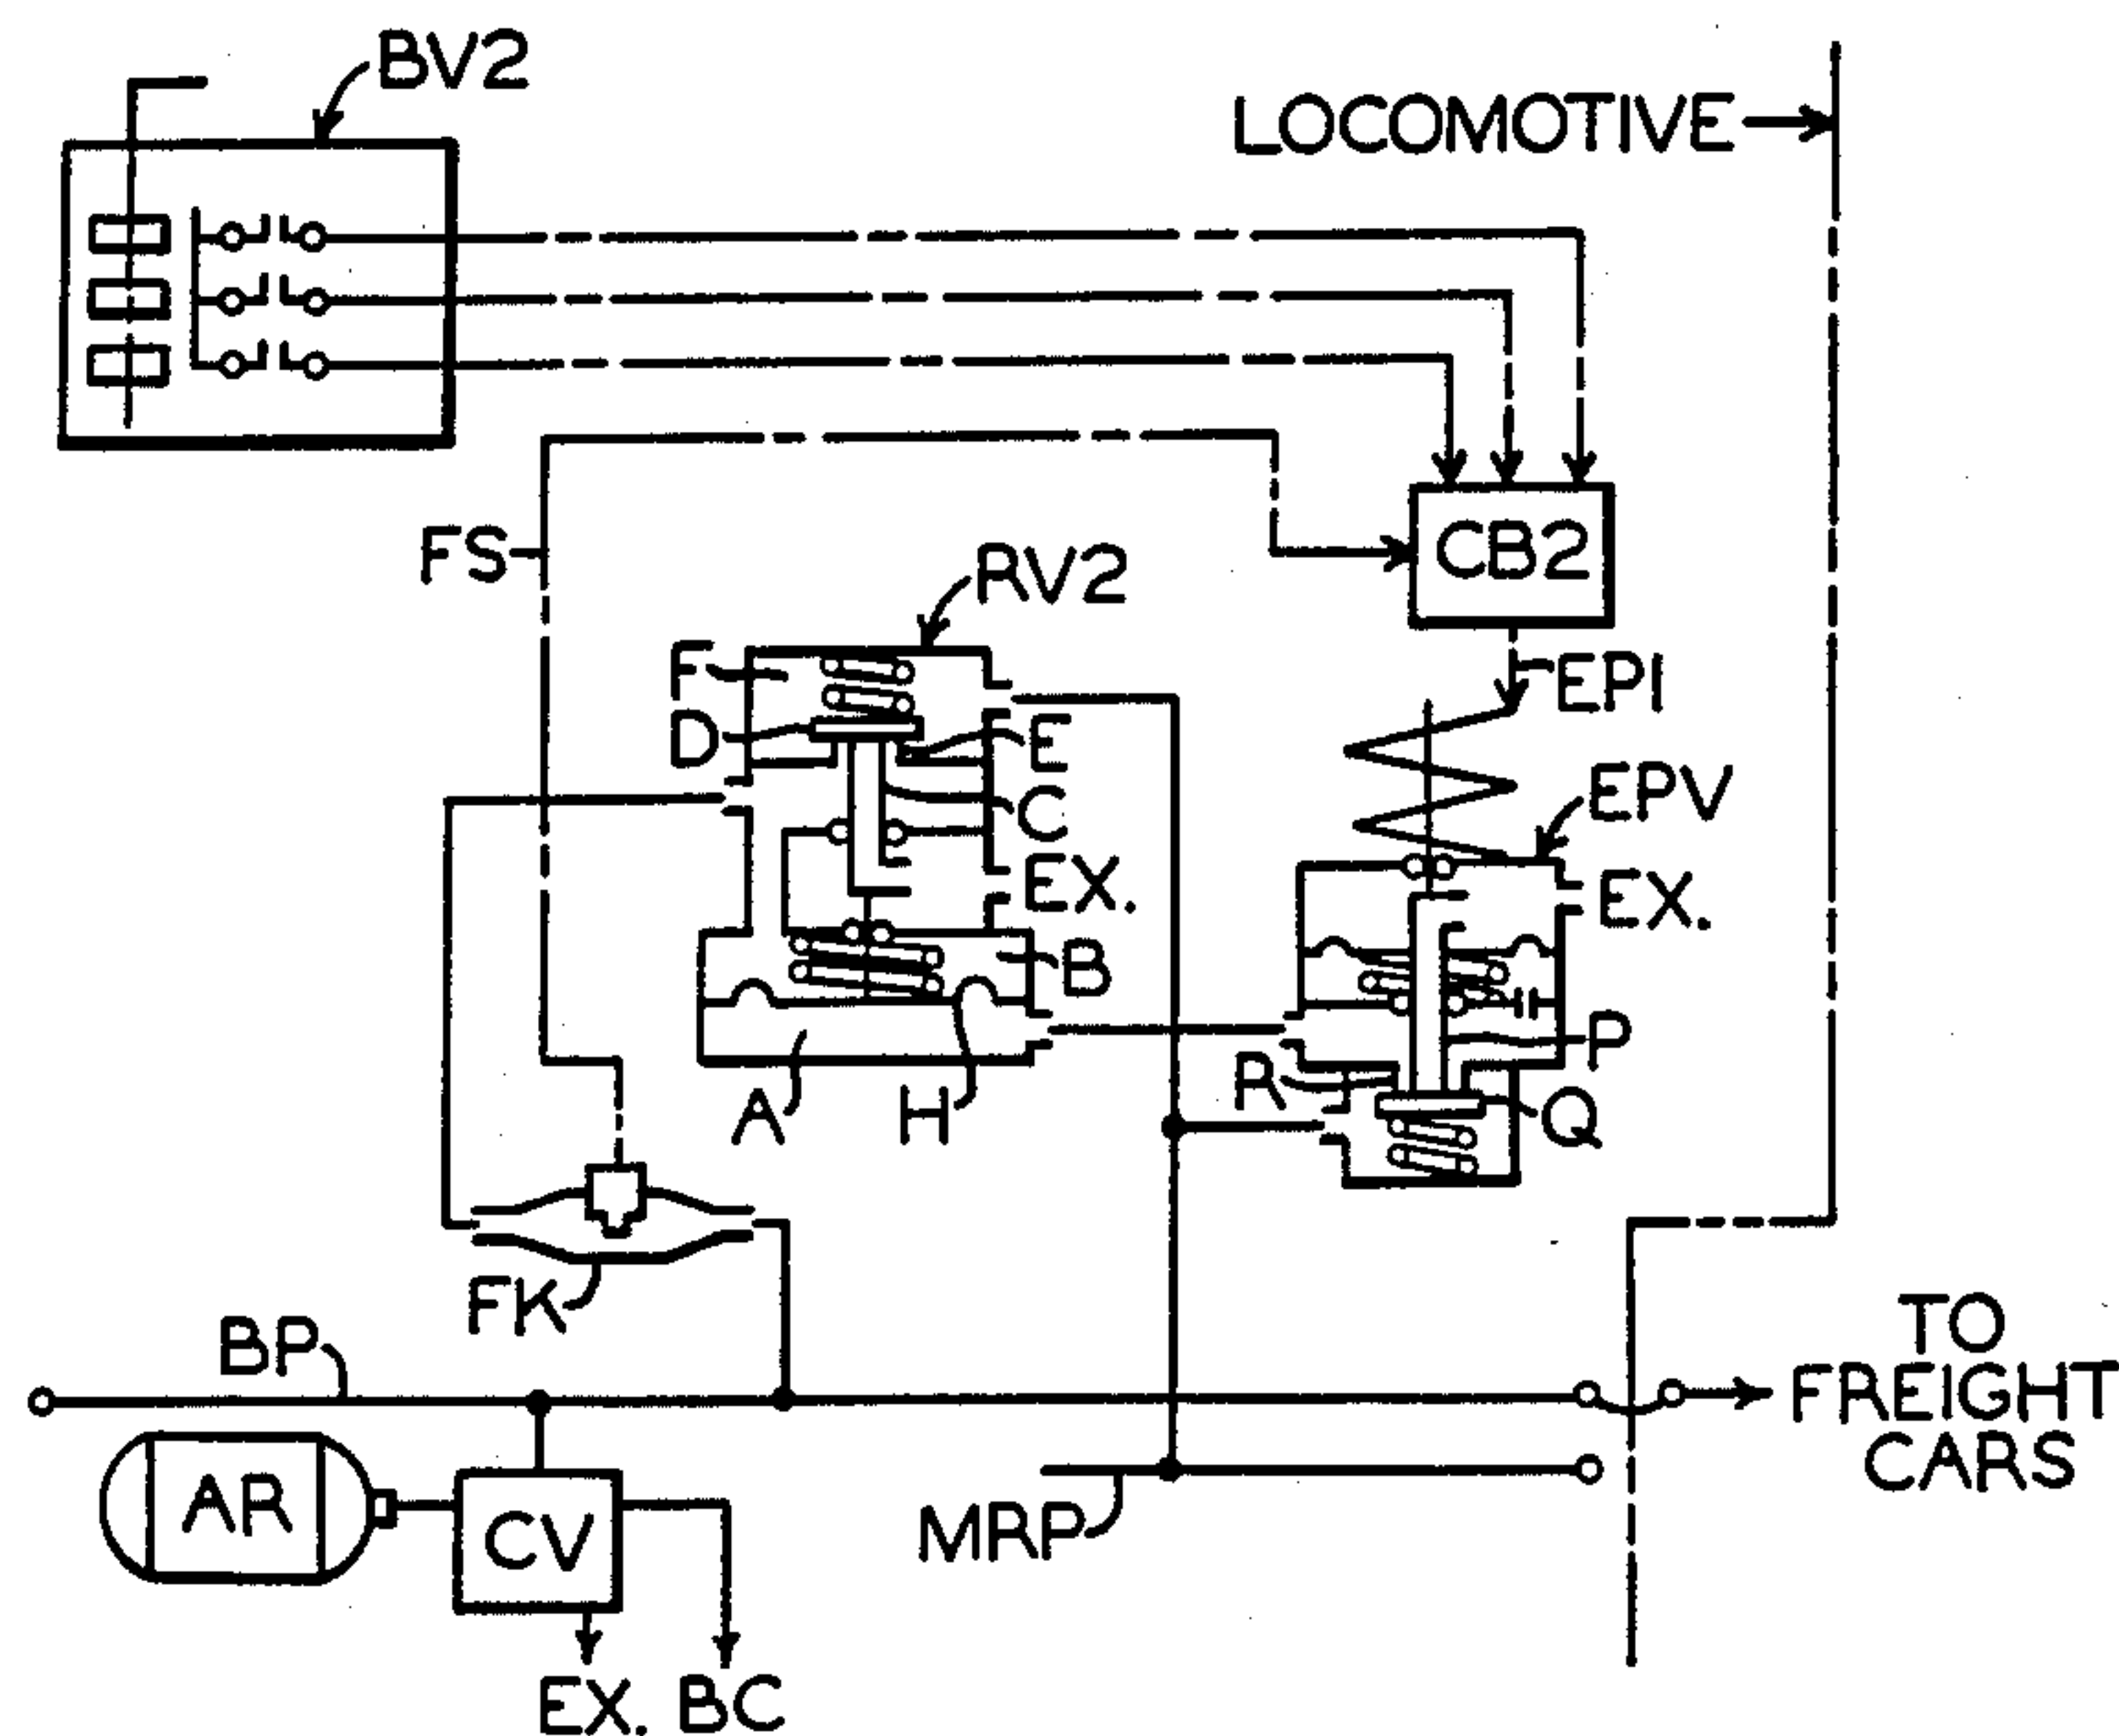 BV2
LOCOMOTIVE
FS
RV2
CB2
F
EPI
D
E
EPV
C
EX.
EX.
B
P
R
A
H
Q
FK
BP
TO
FREIGHT
CARS
AR
CV
MRP
EX.
BC